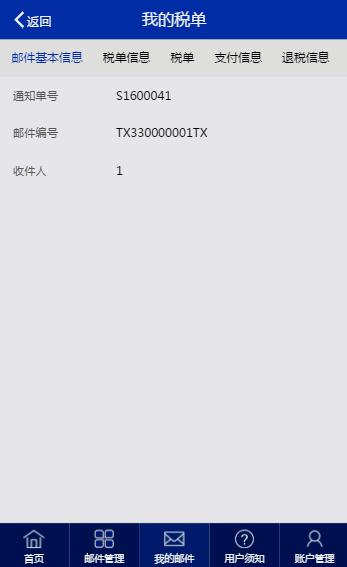 返回 我的税单
邮件基本信息 税单信息 税单 支付信息 退税信息
通知单号 S1600041
邮件编号 TX330000001TX
收件人 1
首页 邮件管理 我的邮件 用户须知 账户管理